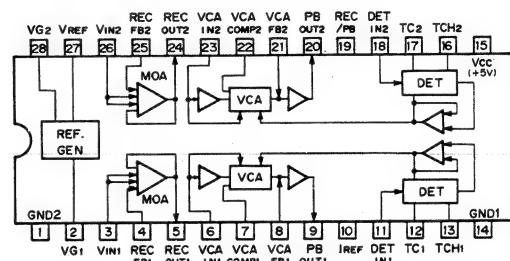 REC REC VCA VCA VCA PB REC DET
VG2 VREF VIN2 FB2 OUT2 IN2 COMP2 FB2 OUT2 /PB IN2 TC2 TCH2
28 27 26 25 24 23 22 21 20 19 18 17 16 15
VCC
(+5V)
MOA
VCA
DET
REF.
GEN
MOA
VCA
DET
GND2
GND1
1 2 3 4 5 6 7 8 9 10 11 12 13 14
VG1 VIN1 REC REC VCA VCA VCA PB IREF DET TC1 TCH1
FB1 OUT1 IN1 COMP1 FB1 OUT1 IN1